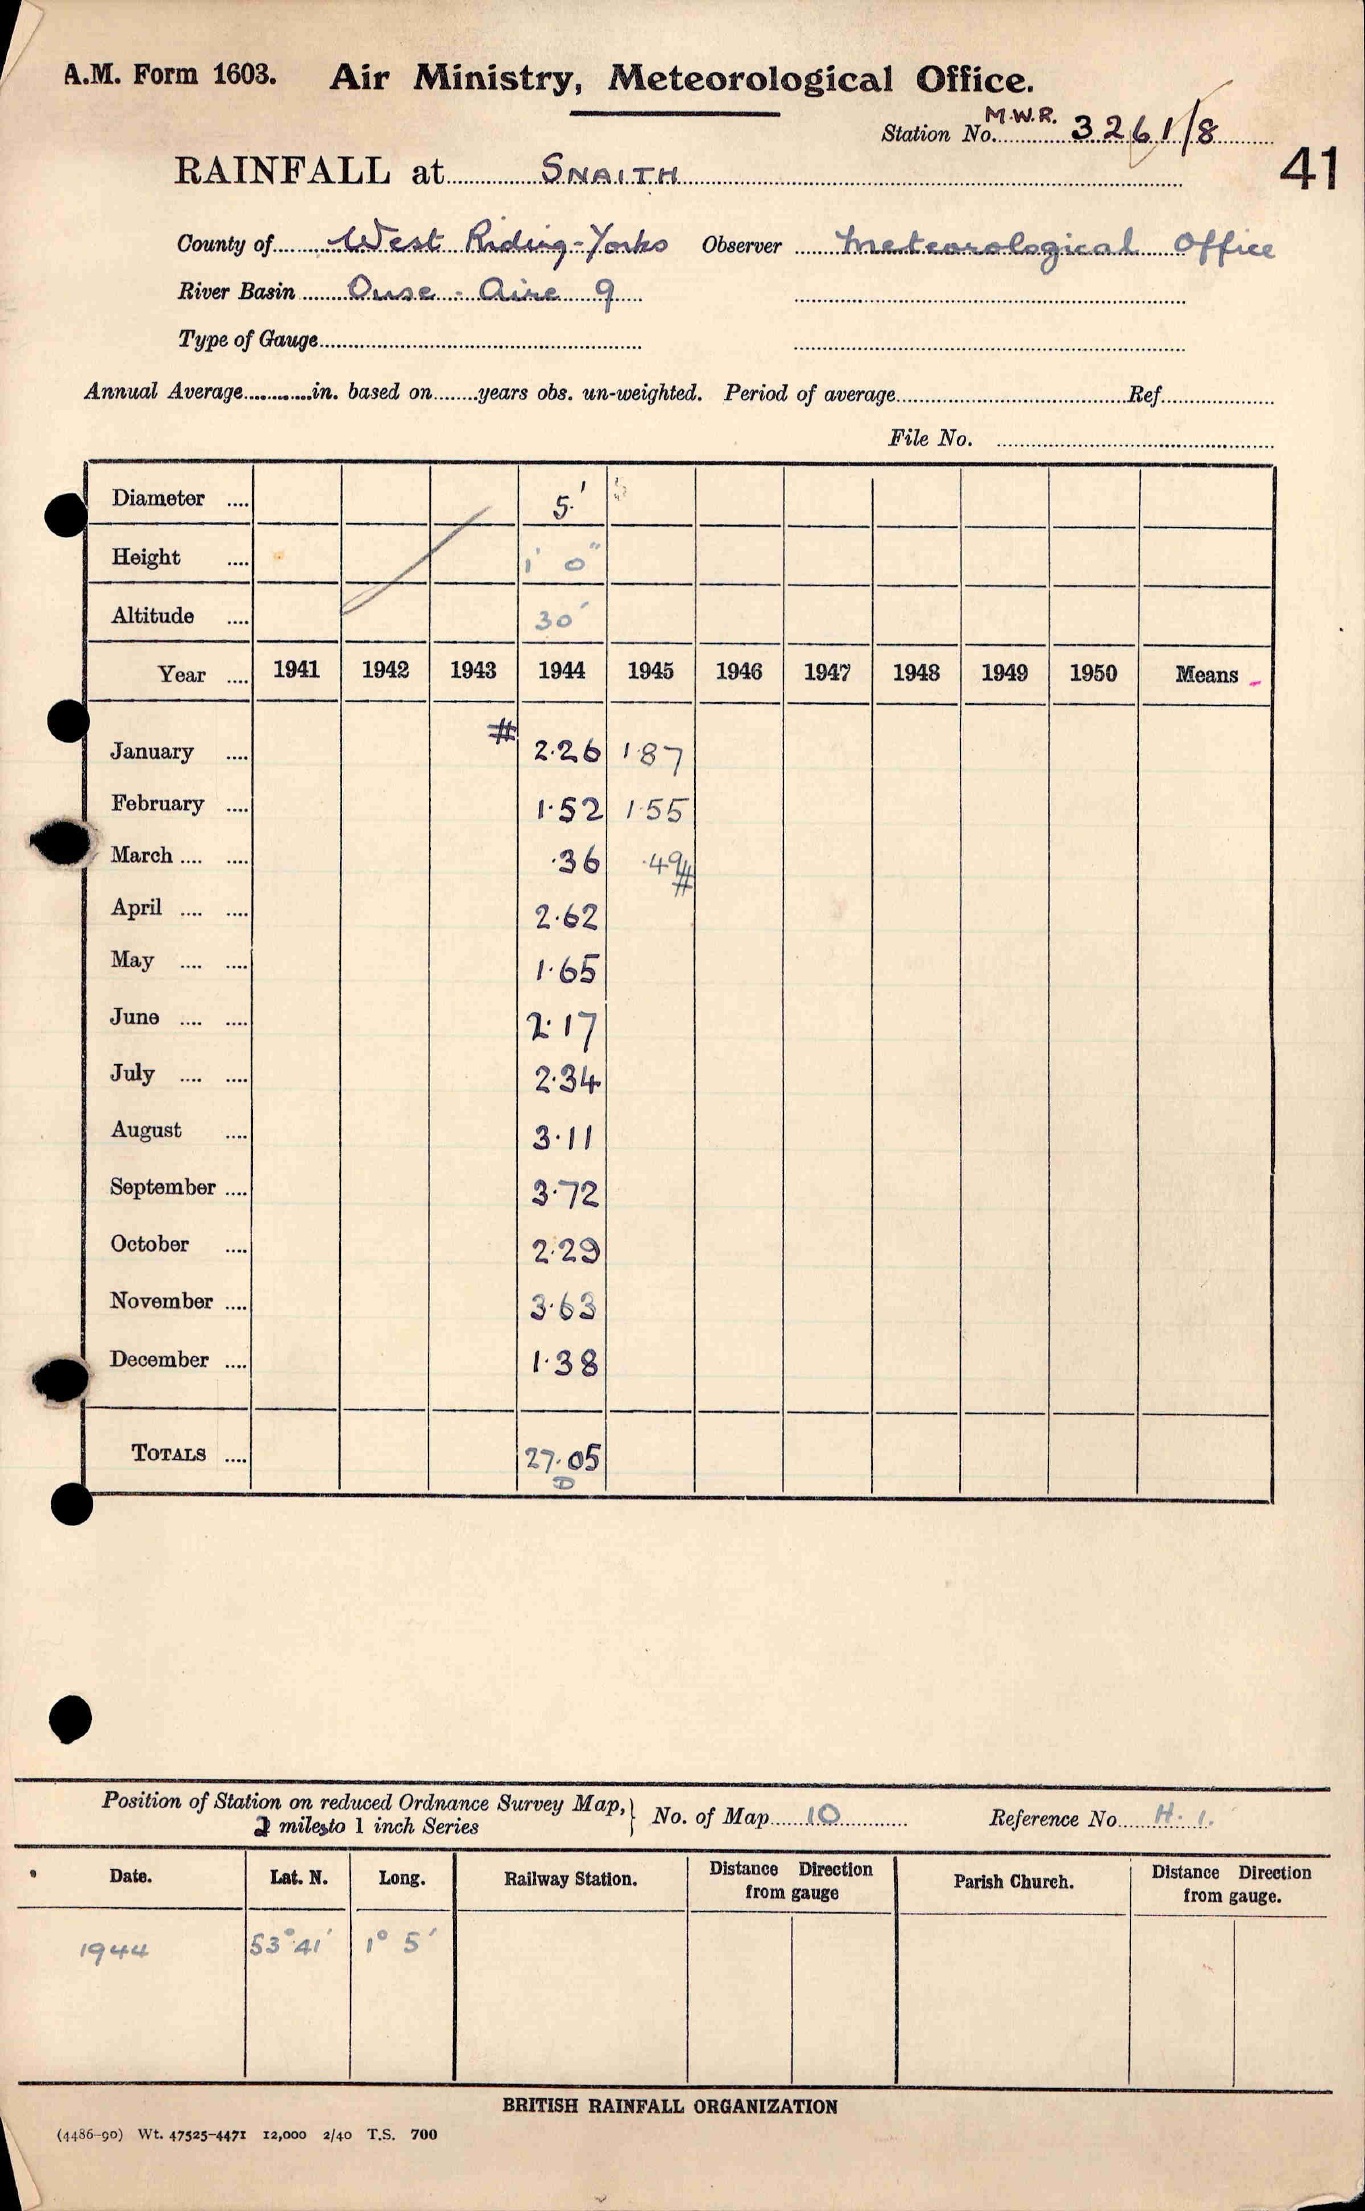 A.M. Form 1603. Air Ministry, Meteorological Office.
Station No. M.W.R. 3261/8
41
RAINFALL at SNAITH
County of West Riding - Yorks Observer Meteorological Office
River Basin Ouse - Aire 9
Type of Gauge
Annual Average in. based on years obs. un-weighted. Period of average Ref.
File No.
Diameter .... 5'
Height .... 1' 0"
Altitude .... 30'
Year .... 1941 1942 1943 1944 1945 1946 1947 1948 1949 1950 Means
January .... # 2.26 1.87
February .... 1.52 1.55
March .... .... .36 .49 #
April .... .... 2.62
May .... .... 1.65
June .... .... 2.17
July .... .... 2.34
August .... 3.11
September .... 3.72
October .... 2.29
November .... 3.63
December .... 1.38
TOTALS .... 27.05
D
Position of Station on reduced Ordnance Survey Map, } No. of Map 10 Reference No. H. 1.
2 miles to 1 inch Series
Date. Lat. N. Long. Railway Station. Distance Direction from gauge Parish Church. Distance Direction from gauge.
1944 53° 41' 1° 5'
BRITISH RAINFALL ORGANIZATION
(4486-90) Wt. 47525-4471 12,000 2/40 T.S. 700